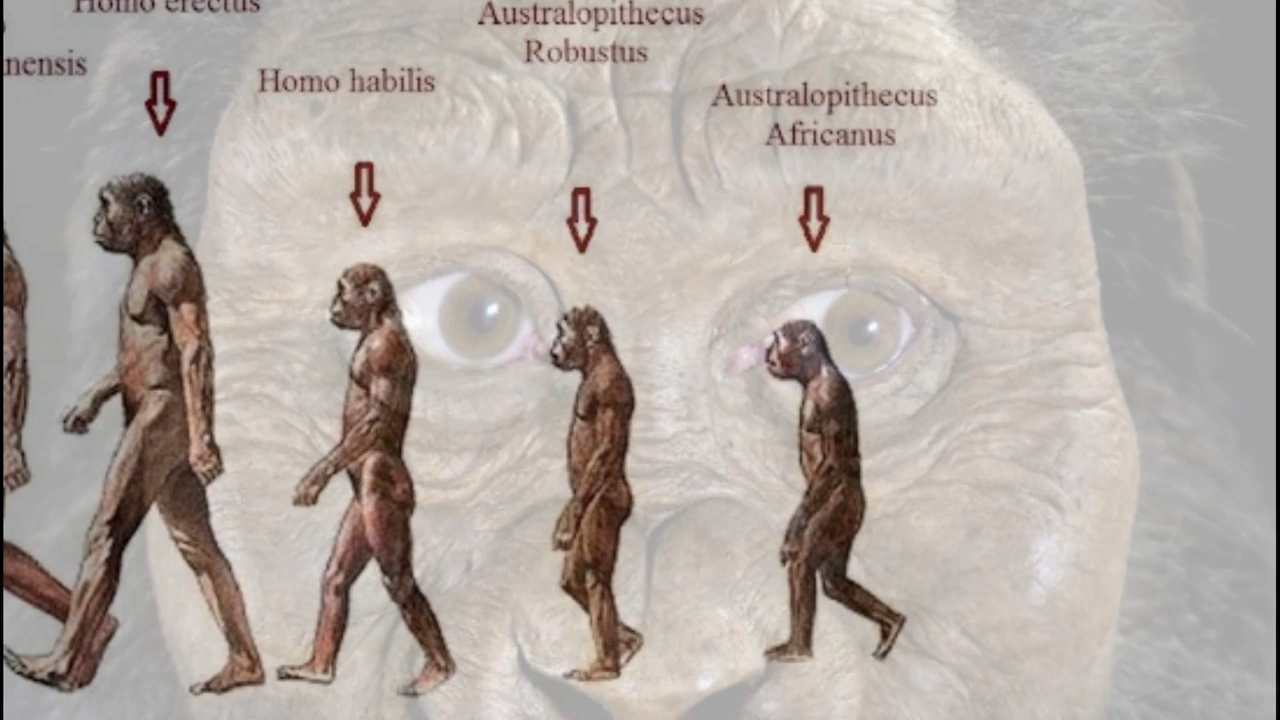 Homo erectus
nensis
Homo habilis
Australopithecus
Robustus
Australopithecus
Africanus